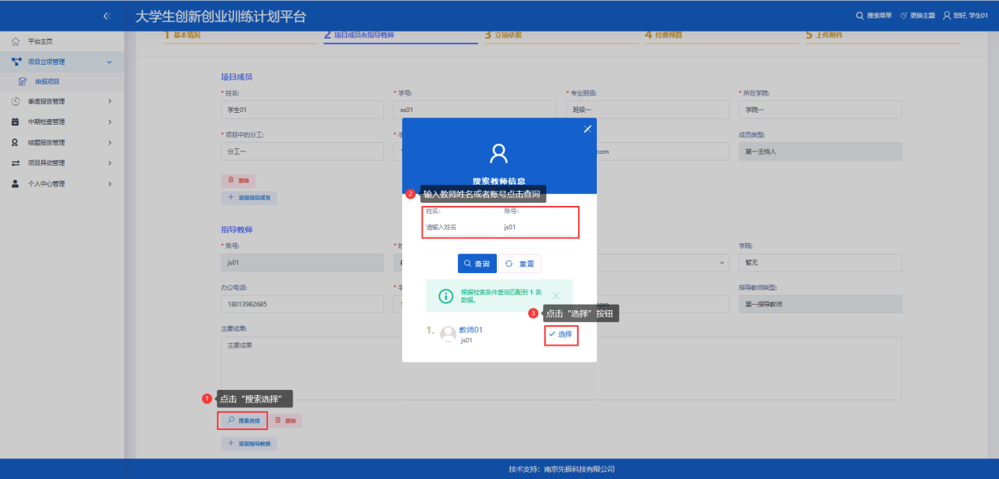 大学生创新创业训练计划平台
搜索菜单 更换主题 您好, 学生01
平台主页
项目立项管理
申报项目
季度报告管理
中期检查管理
结题报告管理
项目异动管理
个人中心管理
1 基本情况 2 项目成员&指导教师 3 立项依据 4 经费预算 5 上传附件
项目成员
* 姓名: * 学号: * 专业班级: * 所在学院:
学生01 xs01 班级一 学院一
* 项目中的分工: 成员类型:
分工一 com 第一主持人
删除
+ 添加项目成员
指导教师
* 账号: 学院:
js01 暂无
办公电话: 指导教师类型:
18013982685 com 第一指导教师
主要成果:
主要成果
1 点击“搜索选择”
搜索选择 删除
+ 添加指导教师
搜索教师信息
2 输入教师姓名或者账号点击查询
姓名: 账号:
请输入姓名 js01
查询 重置
根据检索条件查询匹配到 1 条
数据。
3 点击“选择”按钮
1. 教师01
js01
选择
技术支持：南京先极科技有限公司